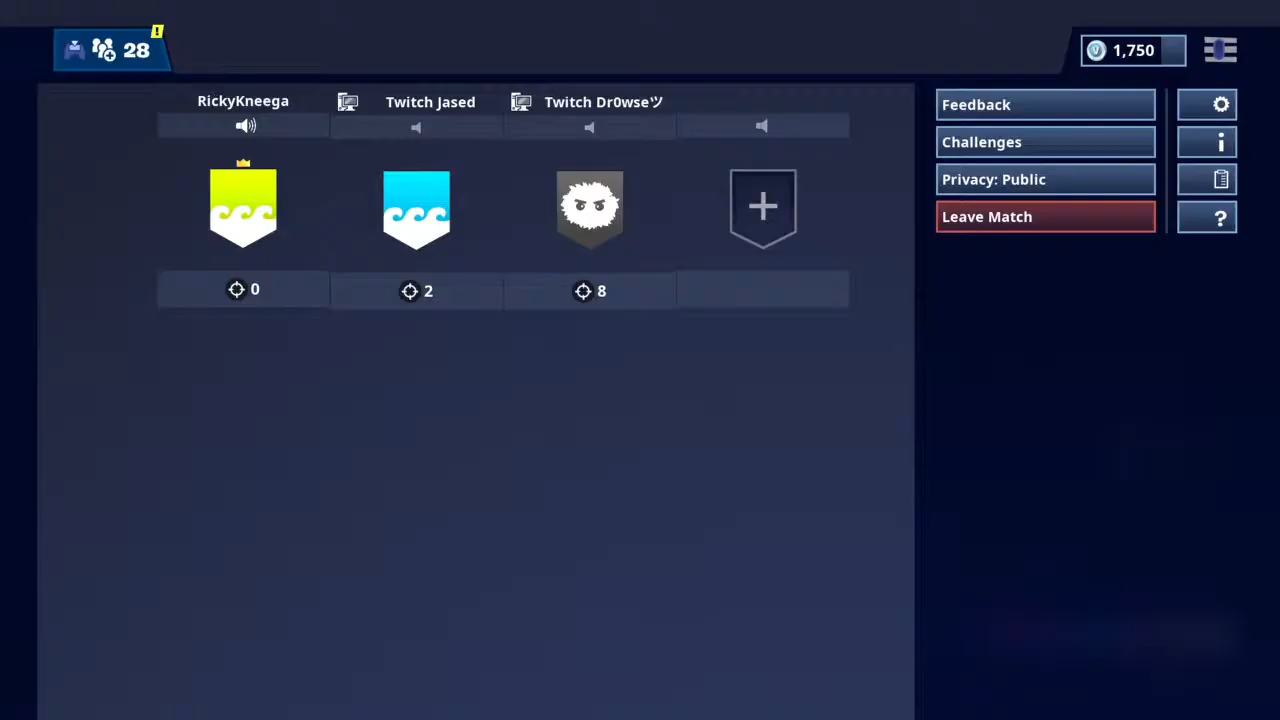 !
28
1,750
RickyKneega
Twitch Jased
Twitch Dr0wseツ
0
2
8
Feedback
Challenges
Privacy: Public
Leave Match
i
?